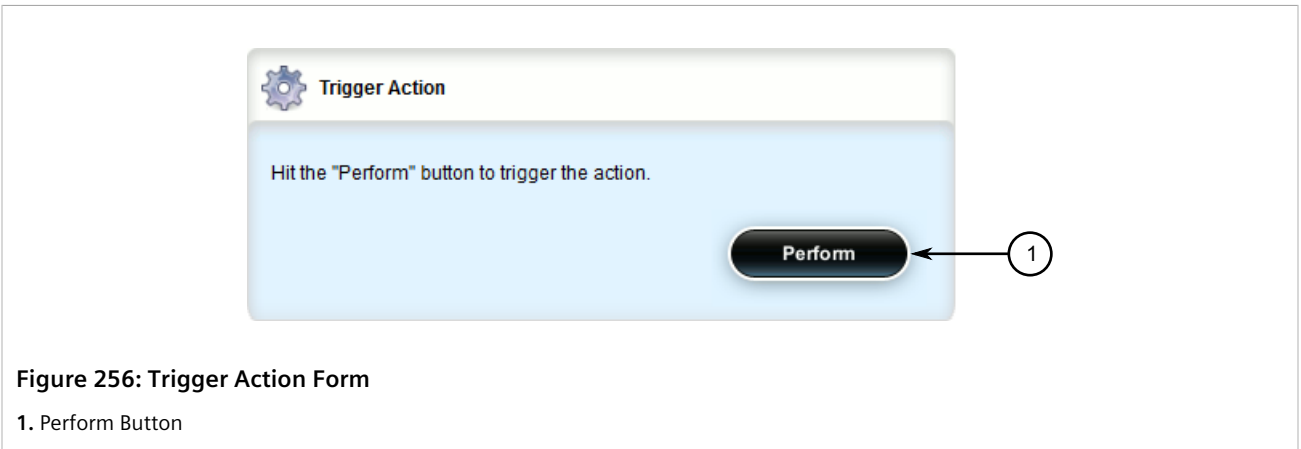 Trigger Action
Hit the "Perform" button to trigger the action.
Perform
1
Figure 256: Trigger Action Form
1. Perform Button